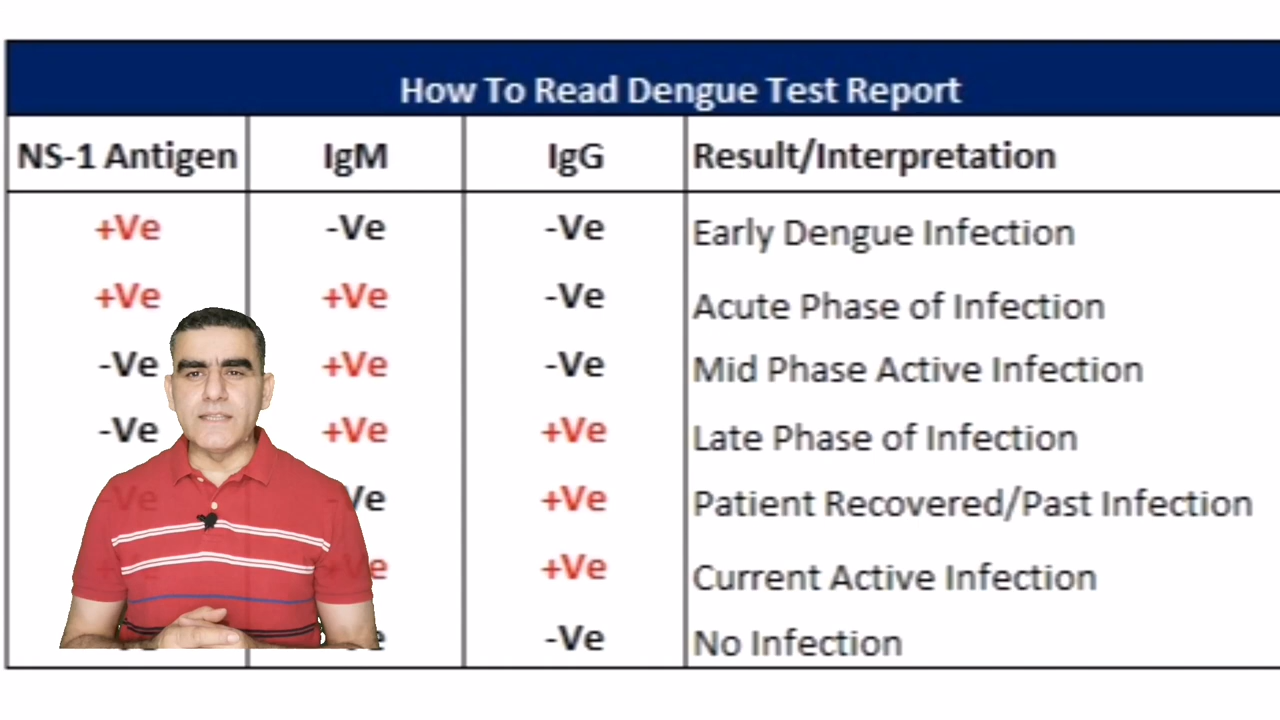 How To Read Dengue Test Report
NS-1 Antigen IgM IgG Result/Interpretation
+Ve -Ve -Ve Early Dengue Infection
+Ve +Ve -Ve Acute Phase of Infection
-Ve +Ve -Ve Mid Phase Active Infection
-Ve +Ve +Ve Late Phase of Infection
-Ve -Ve +Ve Patient Recovered/Past Infection
+Ve Current Active Infection
-Ve No Infection